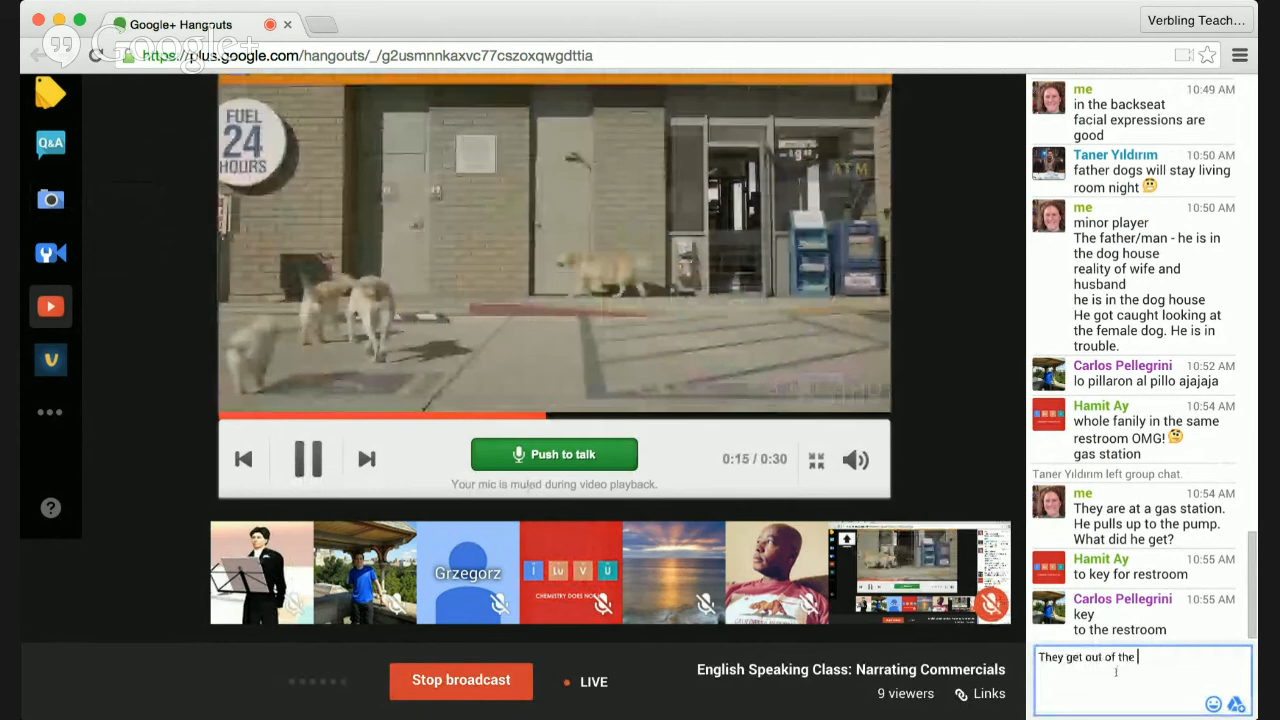 Google+ Hangouts
Verbling Teach...
Google+
https://plus.google.com/hangouts/_/g2usmnnkaxvc77cszoxqwgdttia
FUEL
24
HOURS
ATM
Q&A
Push to talk
0:15 / 0:30
Your mic is muted during video playback.
Grzegorz
i Lu V U
CHEMISTRY DOES NO
Stop broadcast
LIVE
English Speaking Class: Narrating Commercials
9 viewers
Links
me 10:49 AM
in the backseat
facial expressions are
good
Taner Yıldırım 10:50 AM
father dogs will stay living
room night
me 10:50 AM
minor player
The father/man - he is in
the dog house
reality of wife and
husband
he is in the dog house
He got caught looking at
the female dog. He is in
trouble.
Carlos Pellegrini 10:52 AM
lo pillaron al pillo ajajaja
Hamit Ay 10:54 AM
whole fanily in the same
restroom OMG!
gas station
Taner Yıldırım left group chat.
me 10:54 AM
They are at a gas station.
He pulls up to the pump.
What did he get?
Hamit Ay 10:55 AM
to key for restroom
Carlos Pellegrini 10:55 AM
key
to the restroom
They get out of the